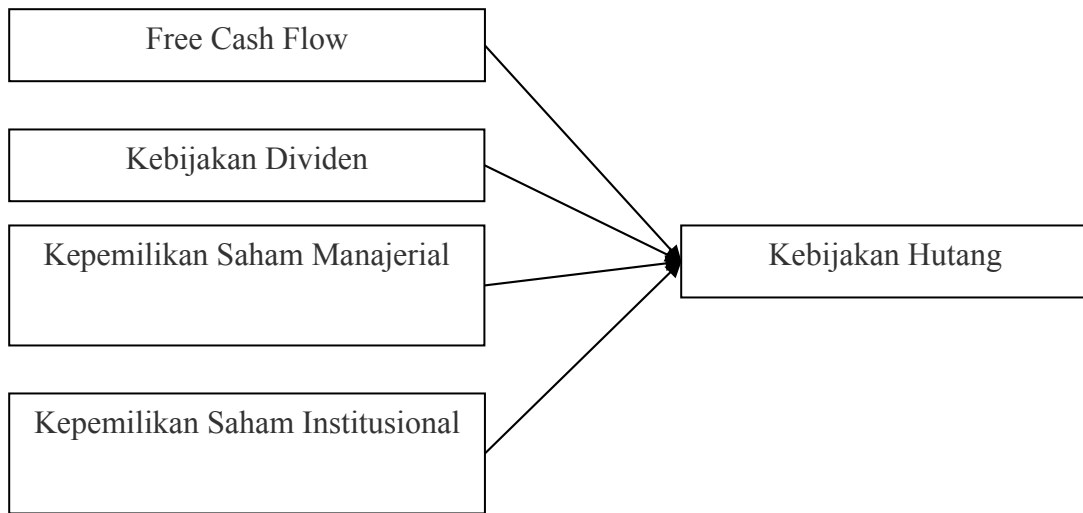 Free Cash Flow
Kebijakan Dividen
Kepemilikan Saham Manajerial
Kebijakan Hutang
Kepemilikan Saham Institusional